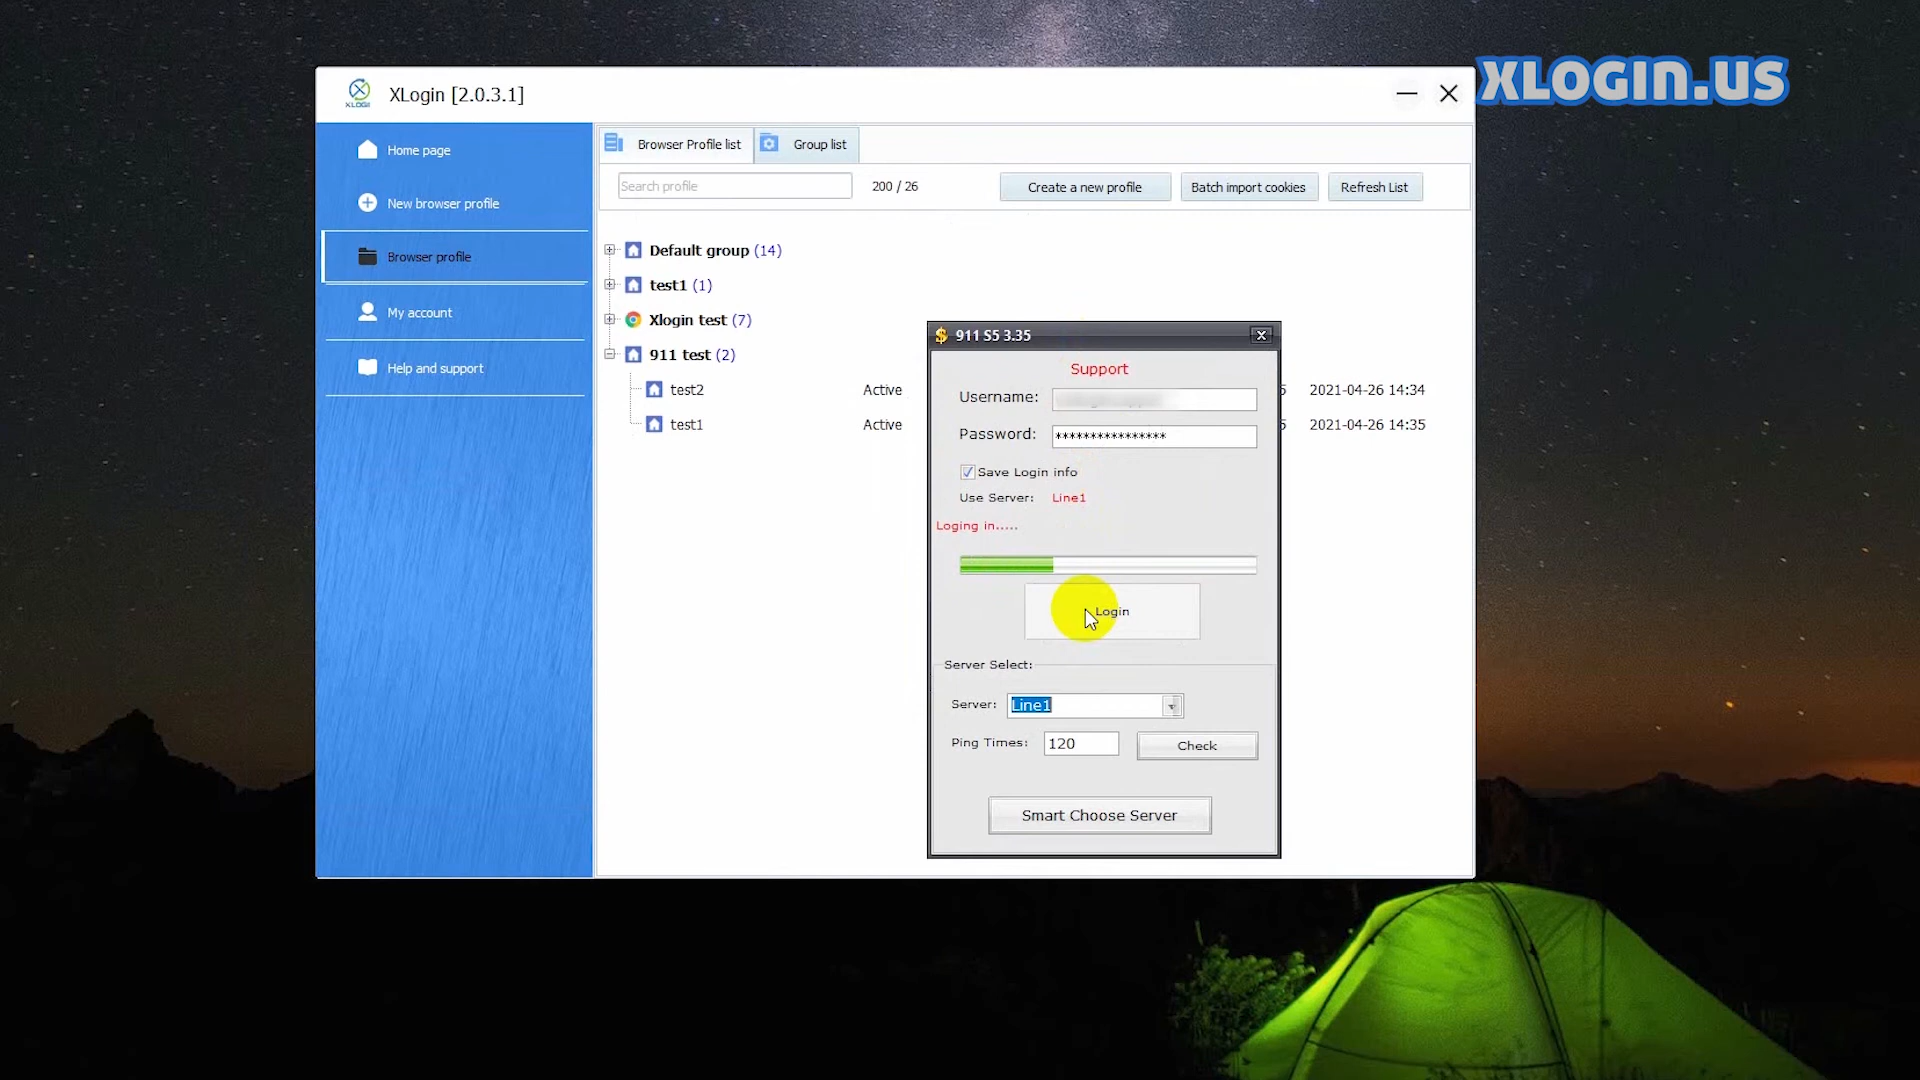 XLOGIN.US
XLOGI
XLogin [2.0.3.1]
Home page
New browser profile
Browser profile
My account
Help and support
Browser Profile list
Group list
Search profile
200 / 26
Create a new profile
Batch import cookies
Refresh List
Default group (14)
test1 (1)
Xlogin test (7)
911 test (2)
test2 Active 5 2021-04-26 14:34
test1 Active 5 2021-04-26 14:35
911 S5 3.35
Support
Username:
Password: ****************
Save Login info
Use Server: Line1
Loging in.....
Login
Server Select:
Server: Line1
Ping Times: 120
Check
Smart Choose Server